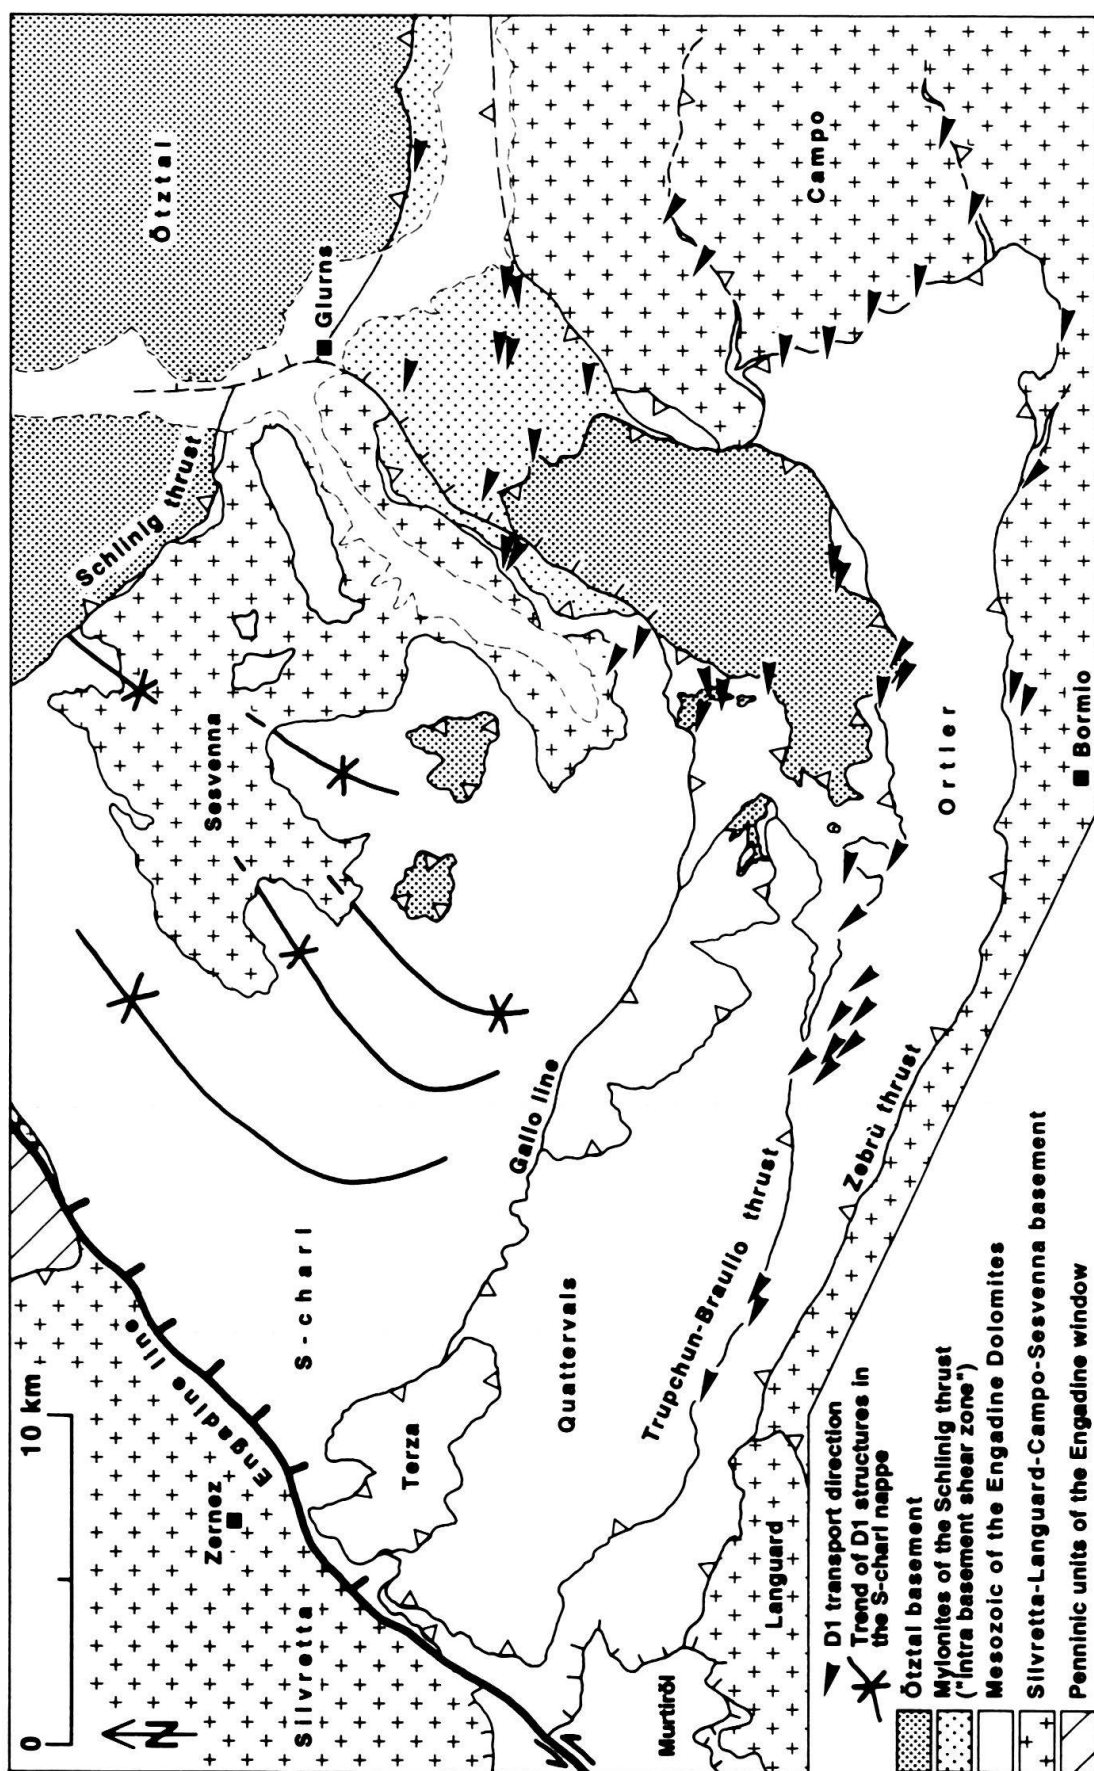 0
10 km
N
Silvretta
Zernez
Engadine line
S-charl
Sesvenna
Schlinig thrust
Ötztal
Glurns
Terza
Quattervals
Gallo line
Trupchun-Braulio thrust
Zebrù thrust
Ortler
Campo
Bormio
Murtiröl
Languard
D1 transport direction
Trend of D1 structures in
the S-charl nappe
Ötztal basement
Mylonites of the Schlinig thrust
("Intra basement shear zone")
Mesozoic of the Engadine Dolomites
Silvretta-Languard-Campo-Sesvenna basement
Penninic units of the Engadine window